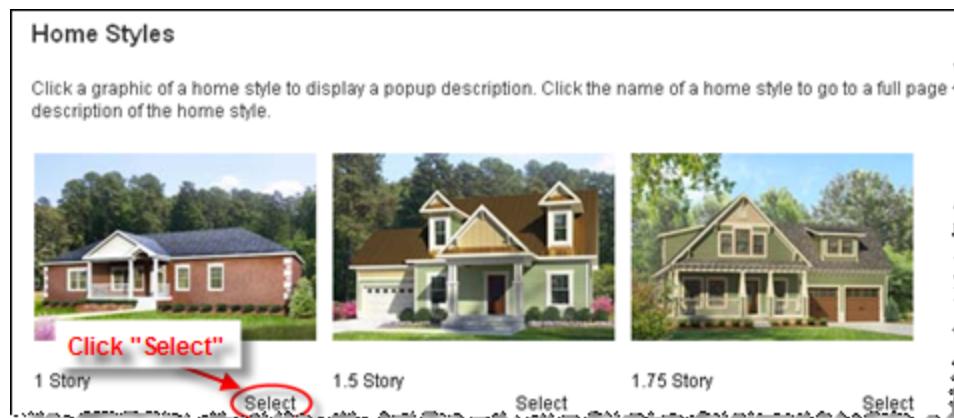 Home Styles
Click a graphic of a home style to display a popup description. Click the name of a home style to go to a full page
description of the home style.
Click "Select"
1 Story
1.5 Story
1.75 Story
Select
Select
Select